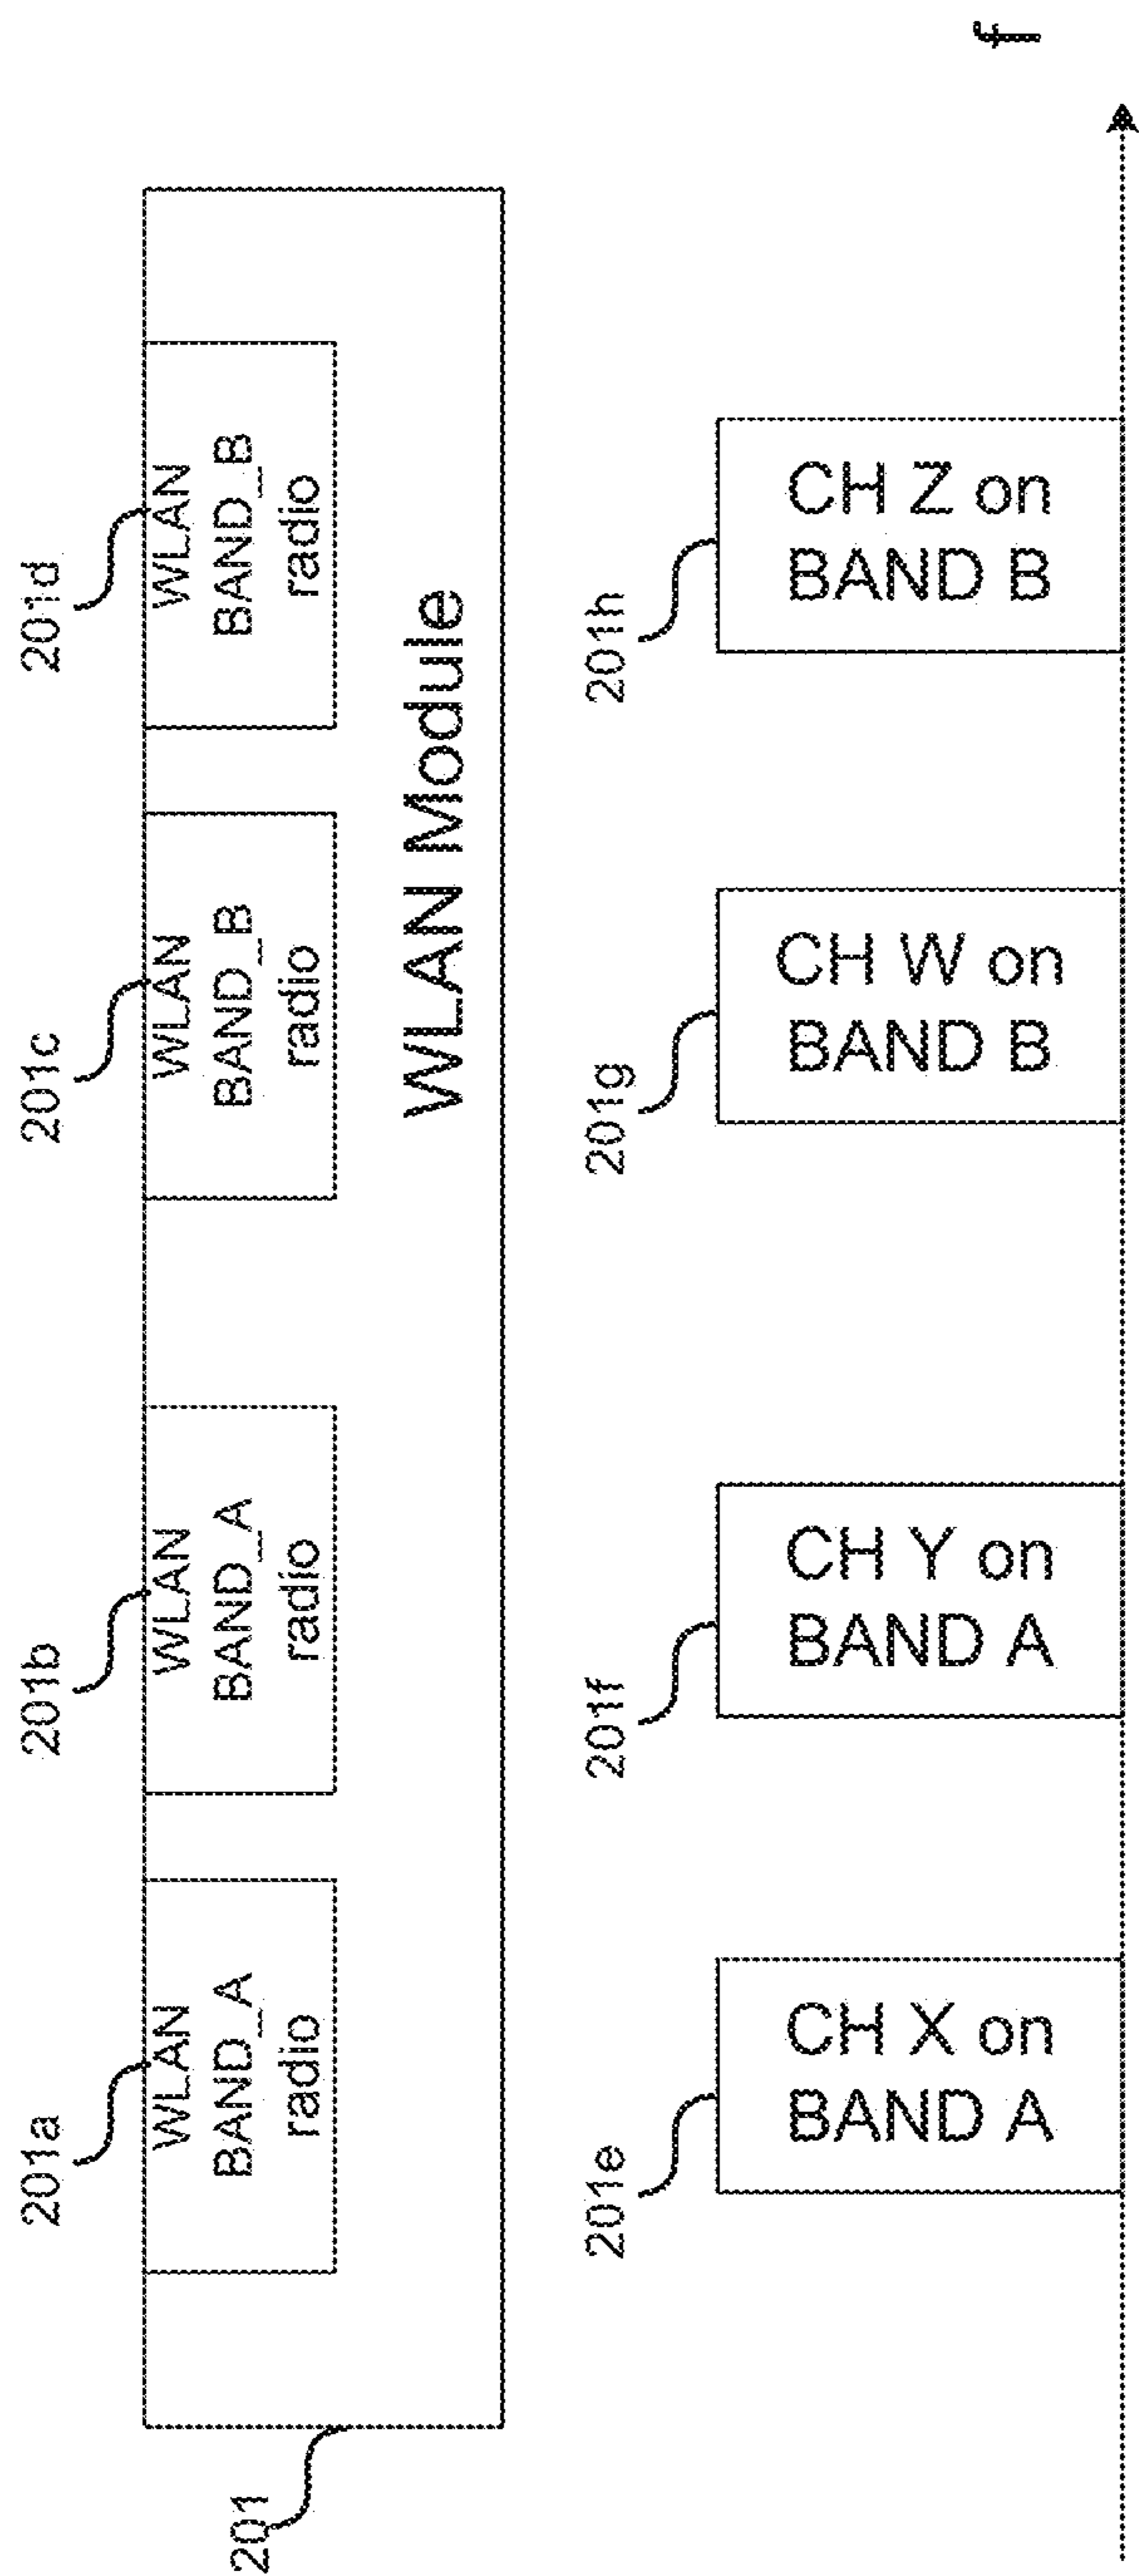 201a
201b
201c
201d
WLAN
BAND_A
radio
WLAN
BAND_A
radio
WLAN
BAND_B
radio
WLAN
BAND_B
radio
201
WLAN Module
201e
201f
201g
201h
CH X on
BAND A
CH Y on
BAND A
CH W on
BAND B
CH Z on
BAND B
f